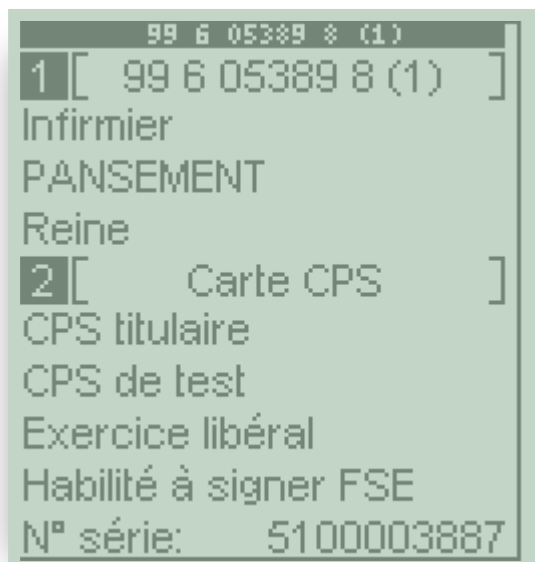 99 6 05389 8 (1)
1 [ 99 6 05389 8 (1) ]
Infirmier
PANSEMENT
Reine
2 [ Carte CPS ]
CPS titulaire
CPS de test
Exercice libéral
Habilité à signer FSE
N° série: 5100003887